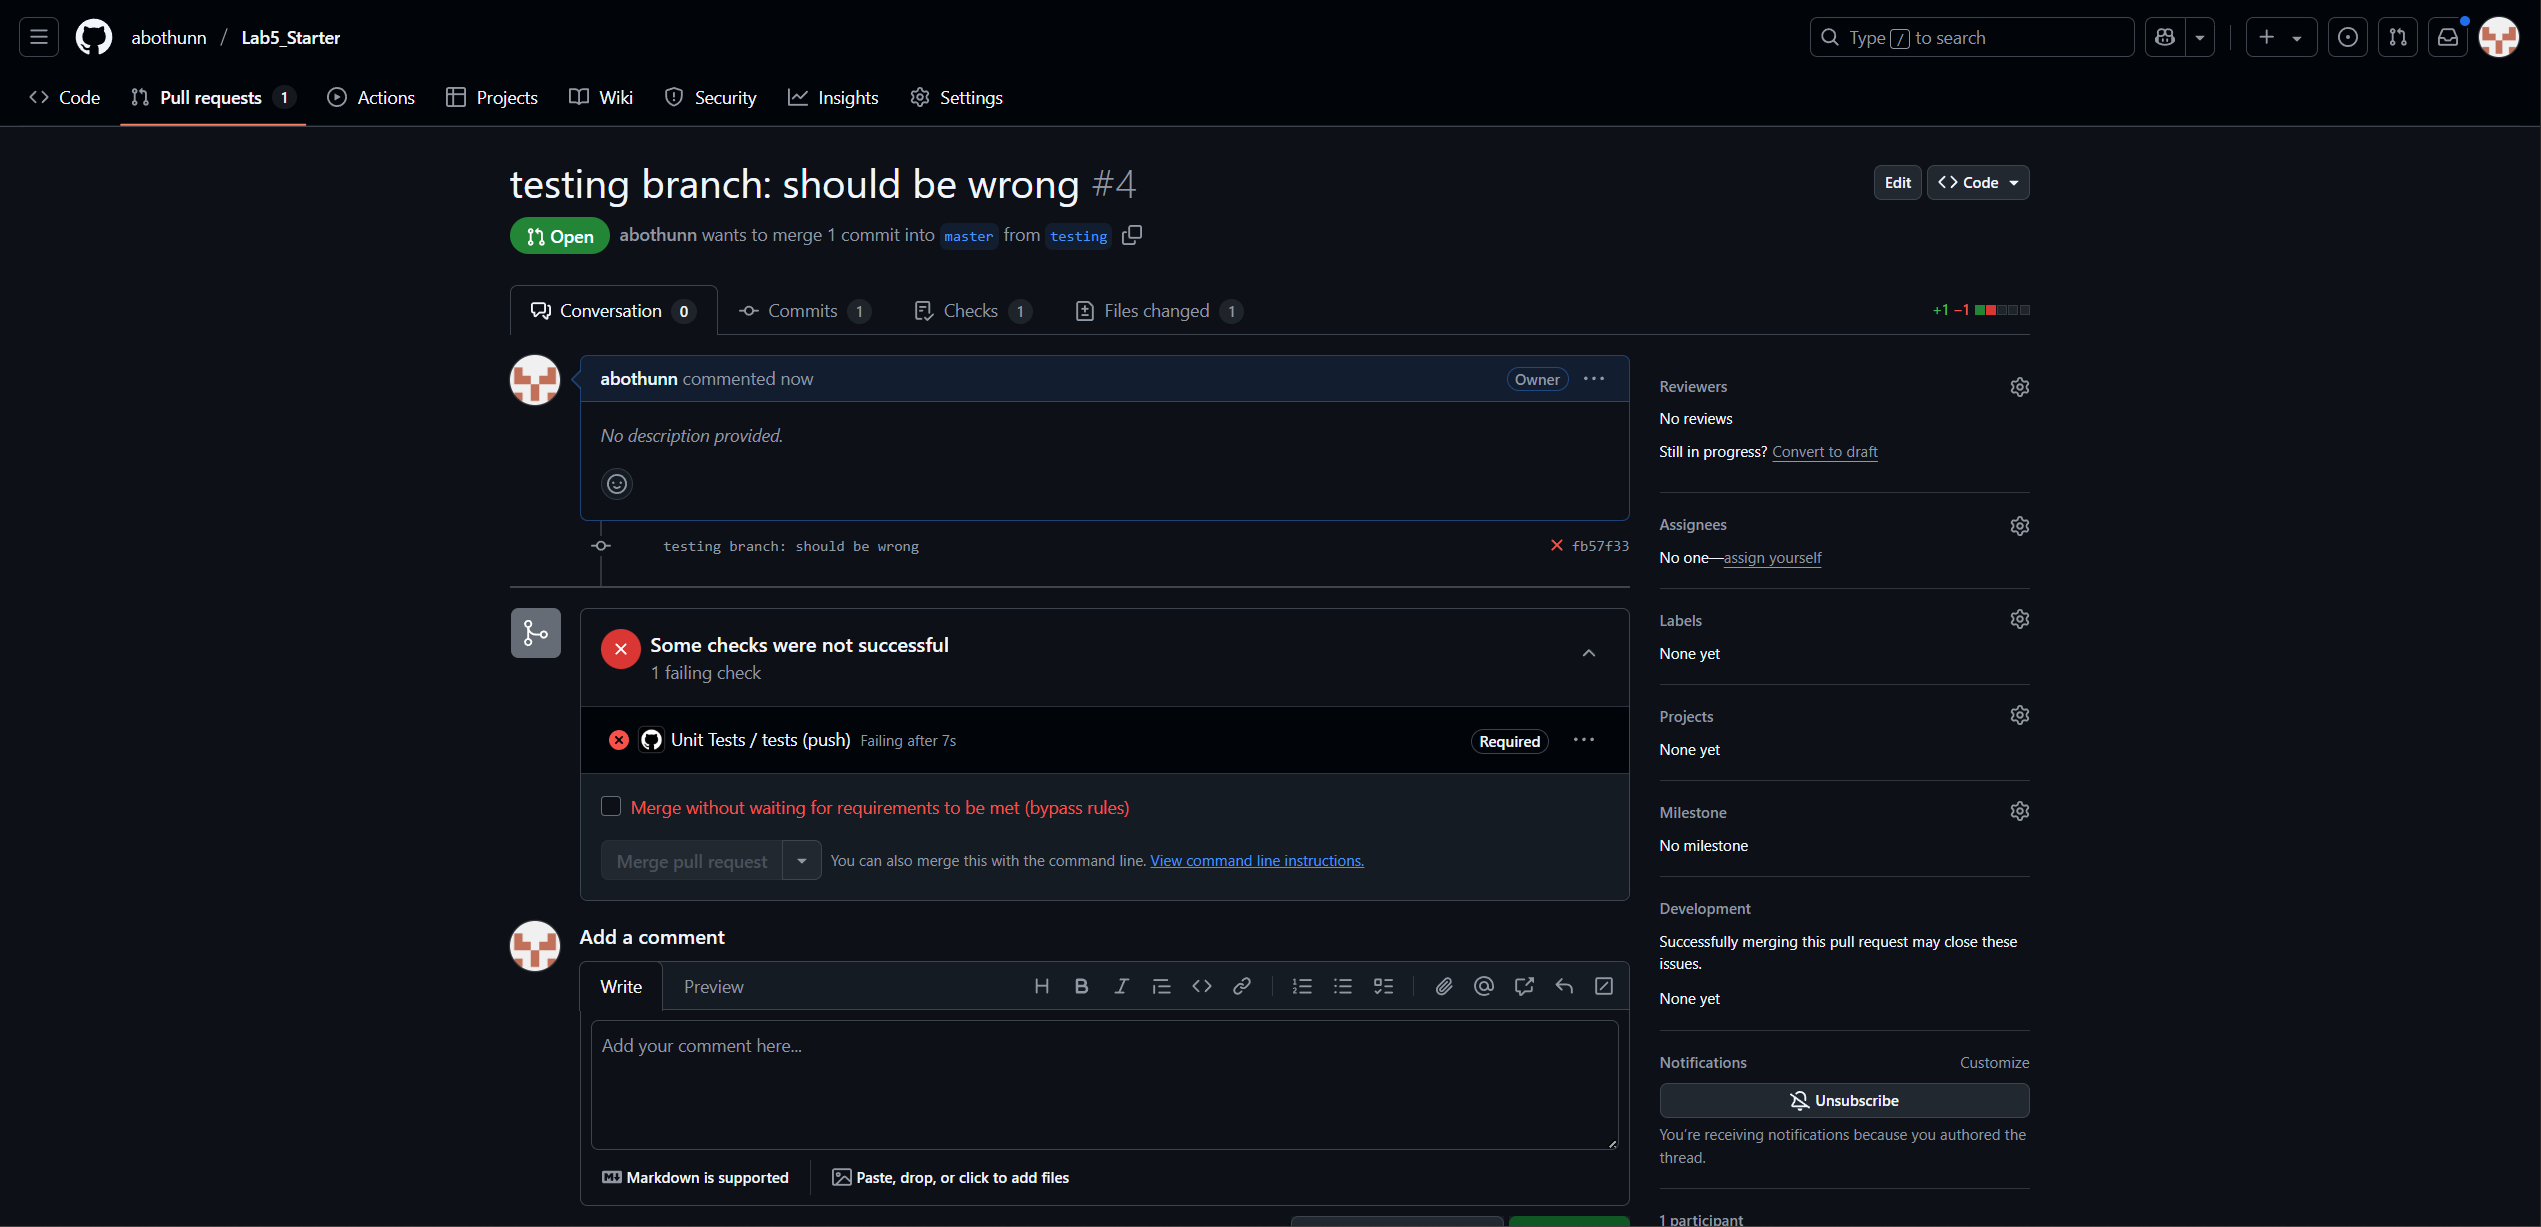 abothunn / Lab5_Starter
Type / to search
Code
Pull requests 1
Actions
Projects
Wiki
Security
Insights
Settings
testing branch: should be wrong #4
Edit
Code
Open
abothunn wants to merge 1 commit into master from testing
Conversation 0
Commits 1
Checks 1
Files changed 1
+1 −1
abothunn commented now
Owner
No description provided.
testing branch: should be wrong
fb57f33
Some checks were not successful
1 failing check
Unit Tests / tests (push) Failing after 7s
Required
Merge without waiting for requirements to be met (bypass rules)
Merge pull request
You can also merge this with the command line. View command line instructions.
Add a comment
Write
Preview
Add your comment here...
Markdown is supported
Paste, drop, or click to add files
Reviewers
No reviews
Still in progress? Convert to draft
Assignees
No one—assign yourself
Labels
None yet
Projects
None yet
Milestone
No milestone
Development
Successfully merging this pull request may close these
issues.
None yet
Notifications
Customize
Unsubscribe
You're receiving notifications because you authored the
thread.
1 participant